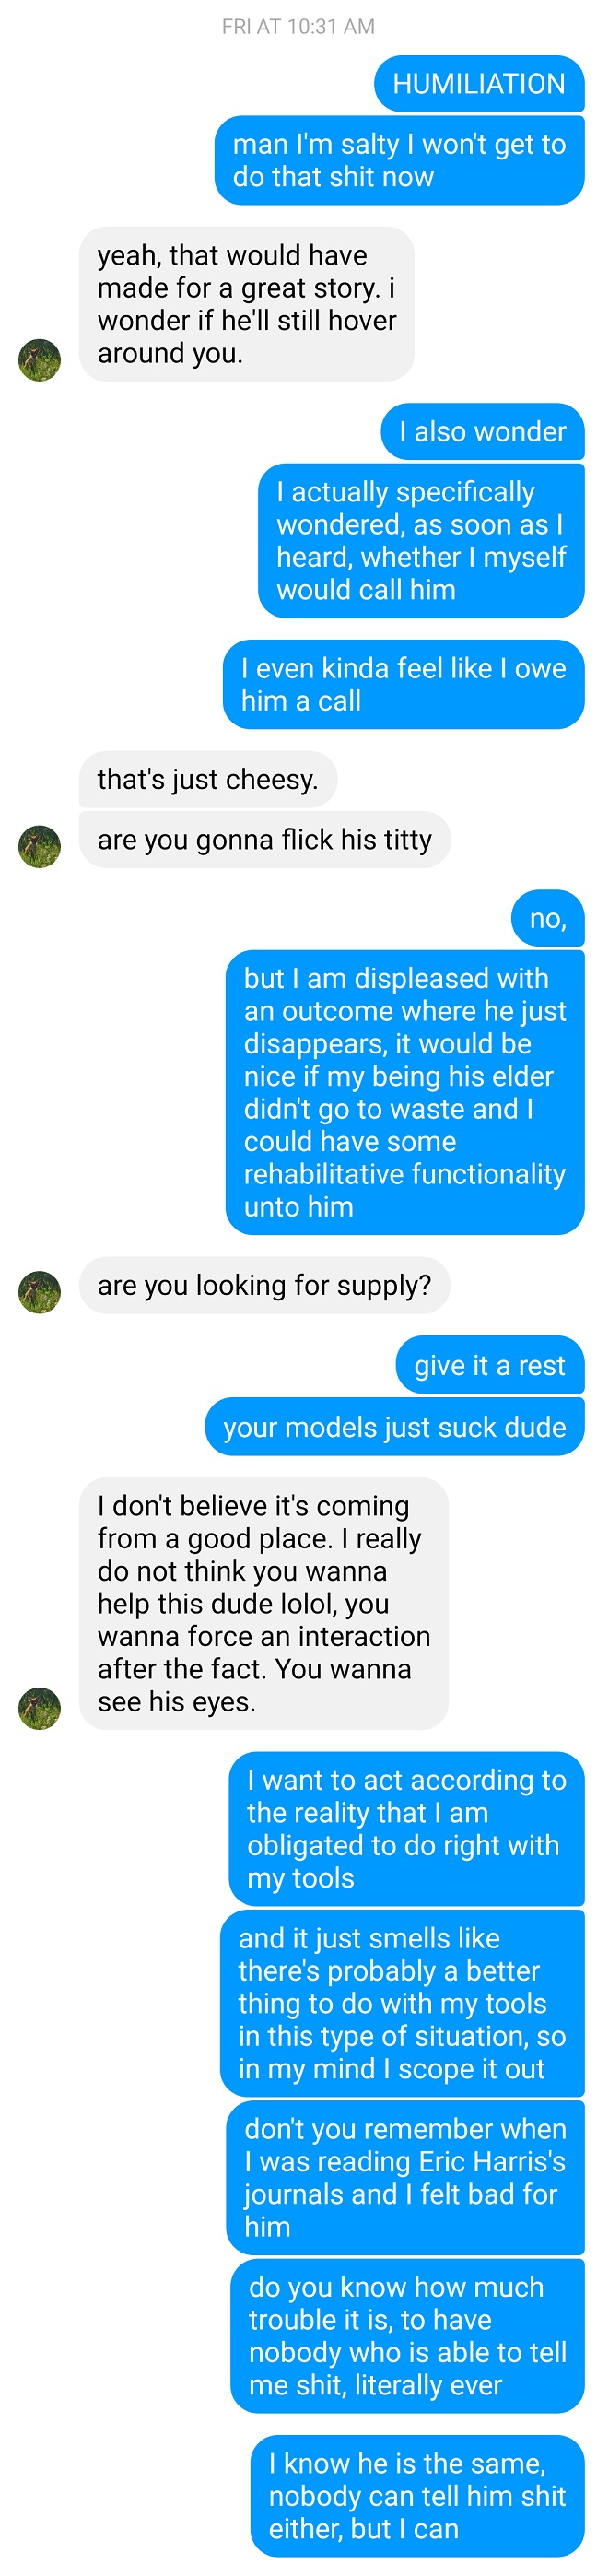 FRI AT 10:31 AM
HUMILIATION
man I'm salty I won't get to
do that shit now
yeah, that would have
made for a great story. i
wonder if he'll still hover
around you.
I also wonder
I actually specifically
wondered, as soon as I
heard, whether I myself
would call him
I even kinda feel like I owe
him a call
that's just cheesy.
are you gonna flick his titty
no,
but I am displeased with
an outcome where he just
disappears, it would be
nice if my being his elder
didn't go to waste and I
could have some
rehabilitative functionality
unto him
are you looking for supply?
give it a rest
your models just suck dude
I don't believe it's coming
from a good place. I really
do not think you wanna
help this dude lolol, you
wanna force an interaction
after the fact. You wanna
see his eyes.
I want to act according to
the reality that I am
obligated to do right with
my tools
and it just smells like
there's probably a better
thing to do with my tools
in this type of situation, so
in my mind I scope it out
don't you remember when
I was reading Eric Harris's
journals and I felt bad for
him
do you know how much
trouble it is, to have
nobody who is able to tell
me shit, literally ever
I know he is the same,
nobody can tell him shit
either, but I can